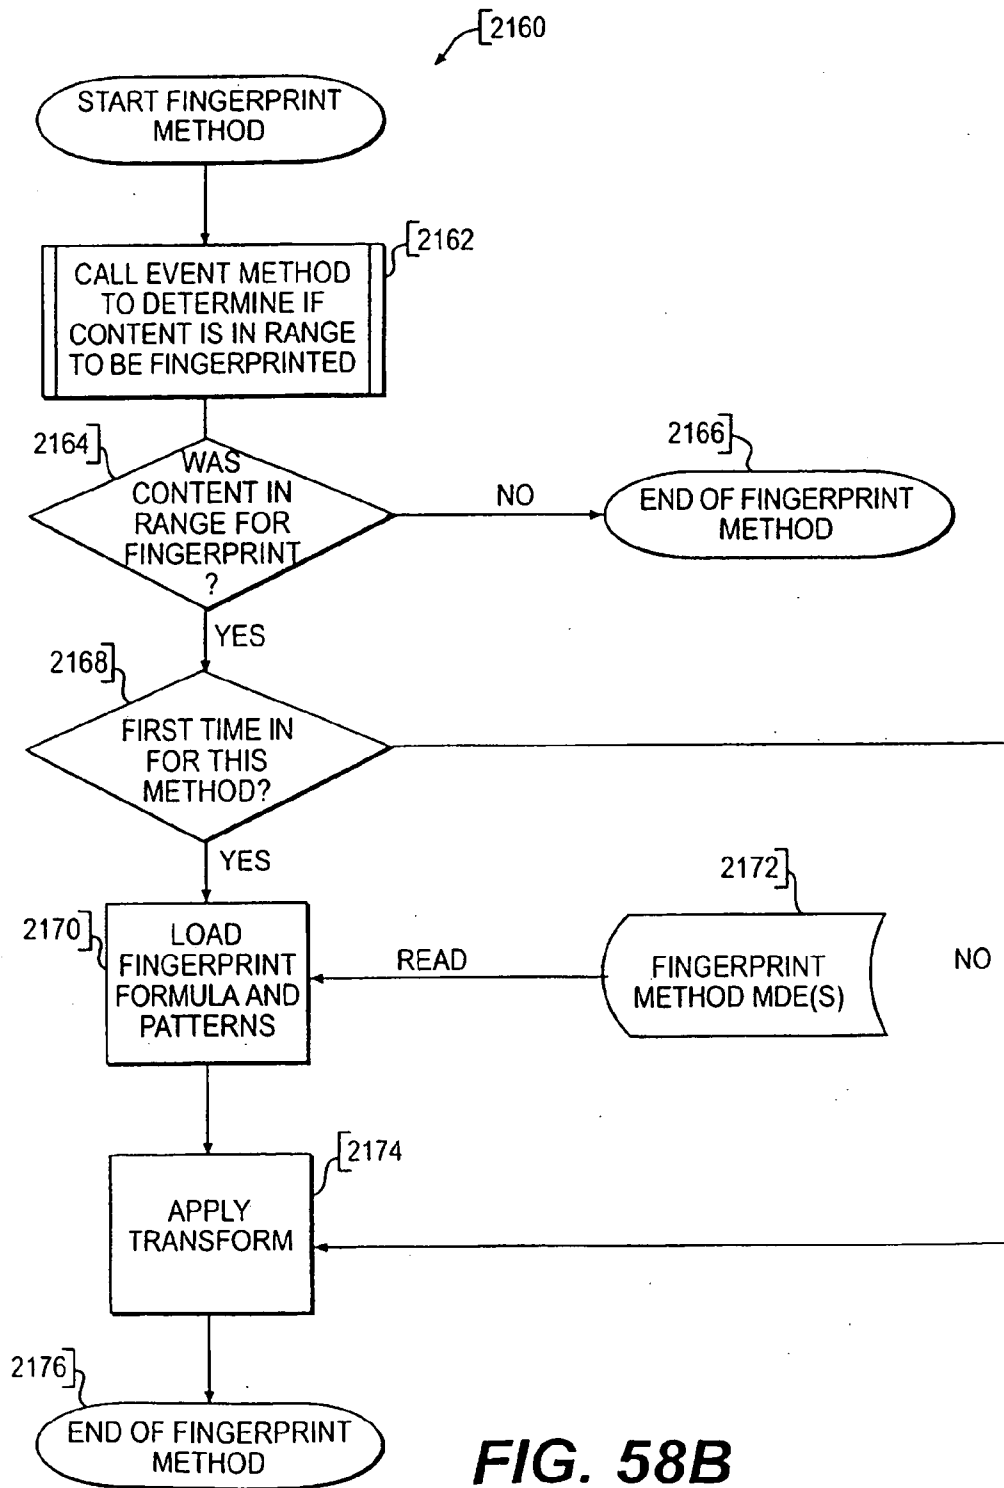 2160
START FINGERPRINT
METHOD
2162
CALL EVENT METHOD
TO DETERMINE IF
CONTENT IS IN RANGE
TO BE FINGERPRINTED
2164
WAS
CONTENT IN
RANGE FOR
FINGERPRINT
?
NO
2166
END OF FINGERPRINT
METHOD
YES
2168
FIRST TIME IN
FOR THIS
METHOD?
YES
2170
LOAD
FINGERPRINT
FORMULA AND
PATTERNS
READ
2172
FINGERPRINT
METHOD MDE(S)
NO
2174
APPLY
TRANSFORM
2176
END OF FINGERPRINT
METHOD
FIG. 58B